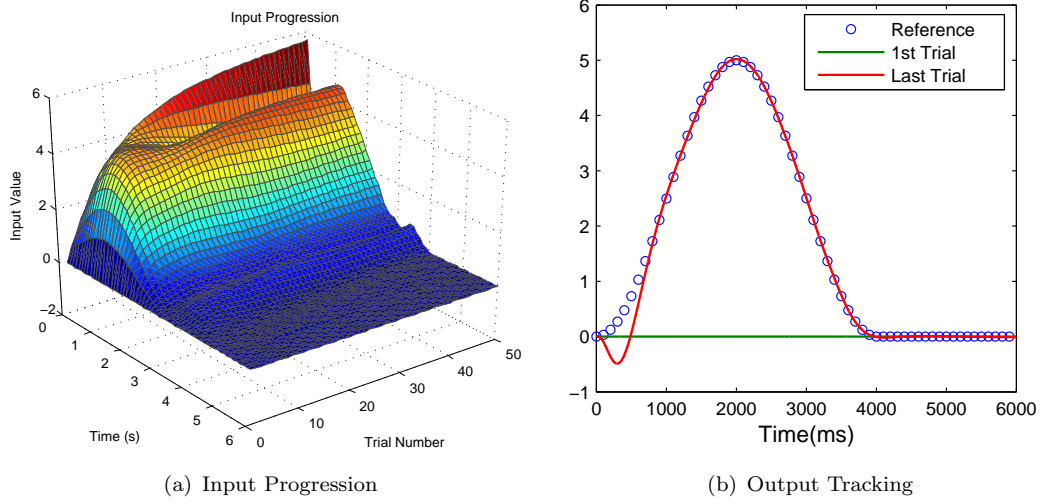 Input Progression
6
4
2
0
−2
Input Value
0
1
2
3
4
5
6
Time (s)
0
10
20
30
40
50
Trial Number
(a) Input Progression
6
5
4
3
2
1
0
−1
Reference
1st Trial
Last Trial
0 1000 2000 3000 4000 5000 6000
Time(ms)
(b) Output Tracking